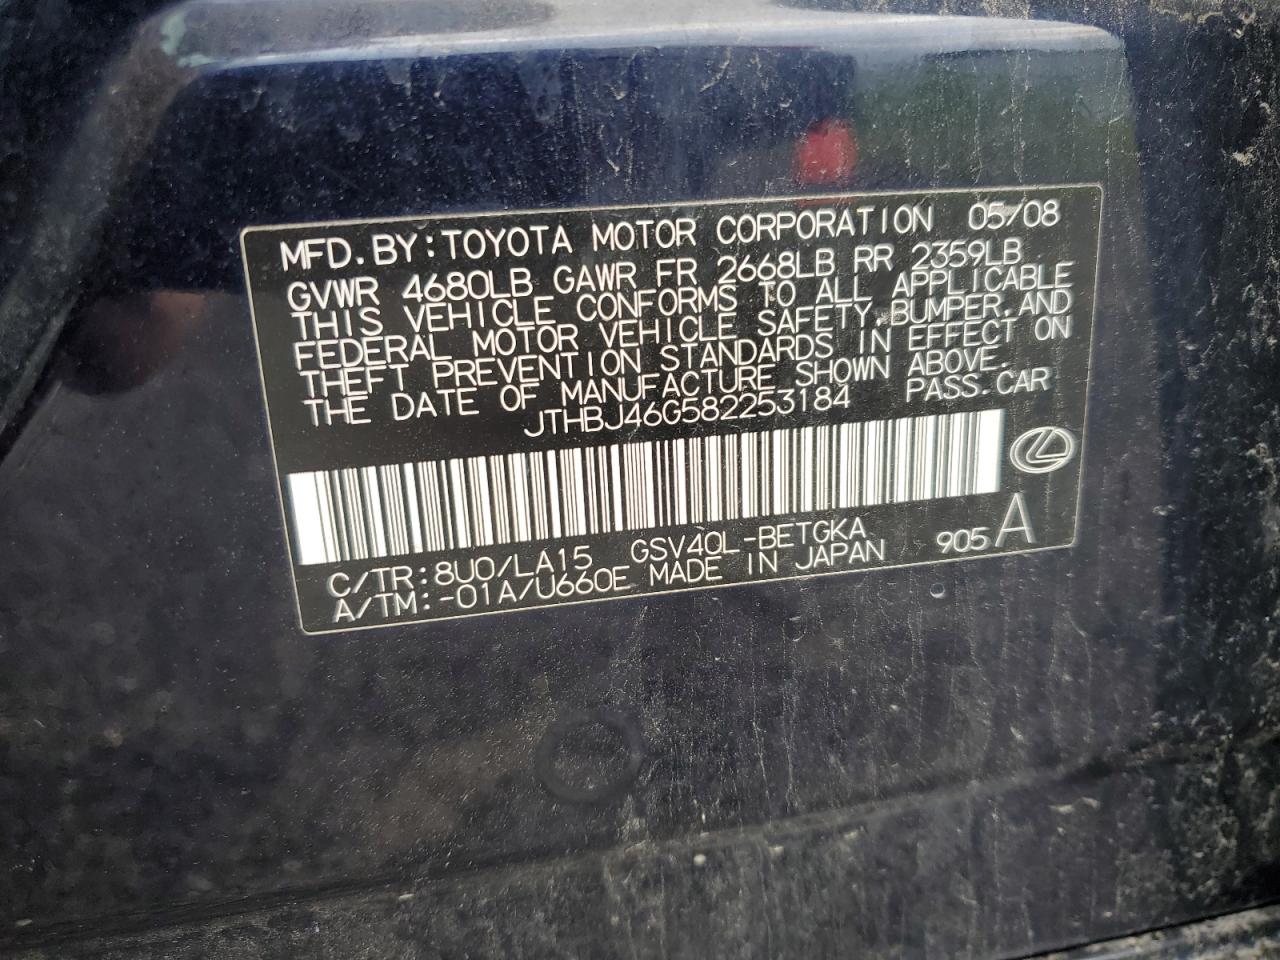 MFD. BY: TOYOTA MOTOR CORPORATION 05/08
GVWR 4680LB GAWR FR 2668LB RR 2359LB
THIS VEHICLE CONFORMS TO ALL APPLICABLE
FEDERAL MOTOR VEHICLE SAFETY, BUMPER, AND
THEFT PREVENTION STANDARDS IN EFFECT ON
THE DATE OF MANUFACTURE SHOWN ABOVE.
JTHBJ46G582253184 PASS. CAR
C/TR: 8U0/LA15 GSV40L-BETGKA 905 A
A/TM: -01A/U660E MADE IN JAPAN